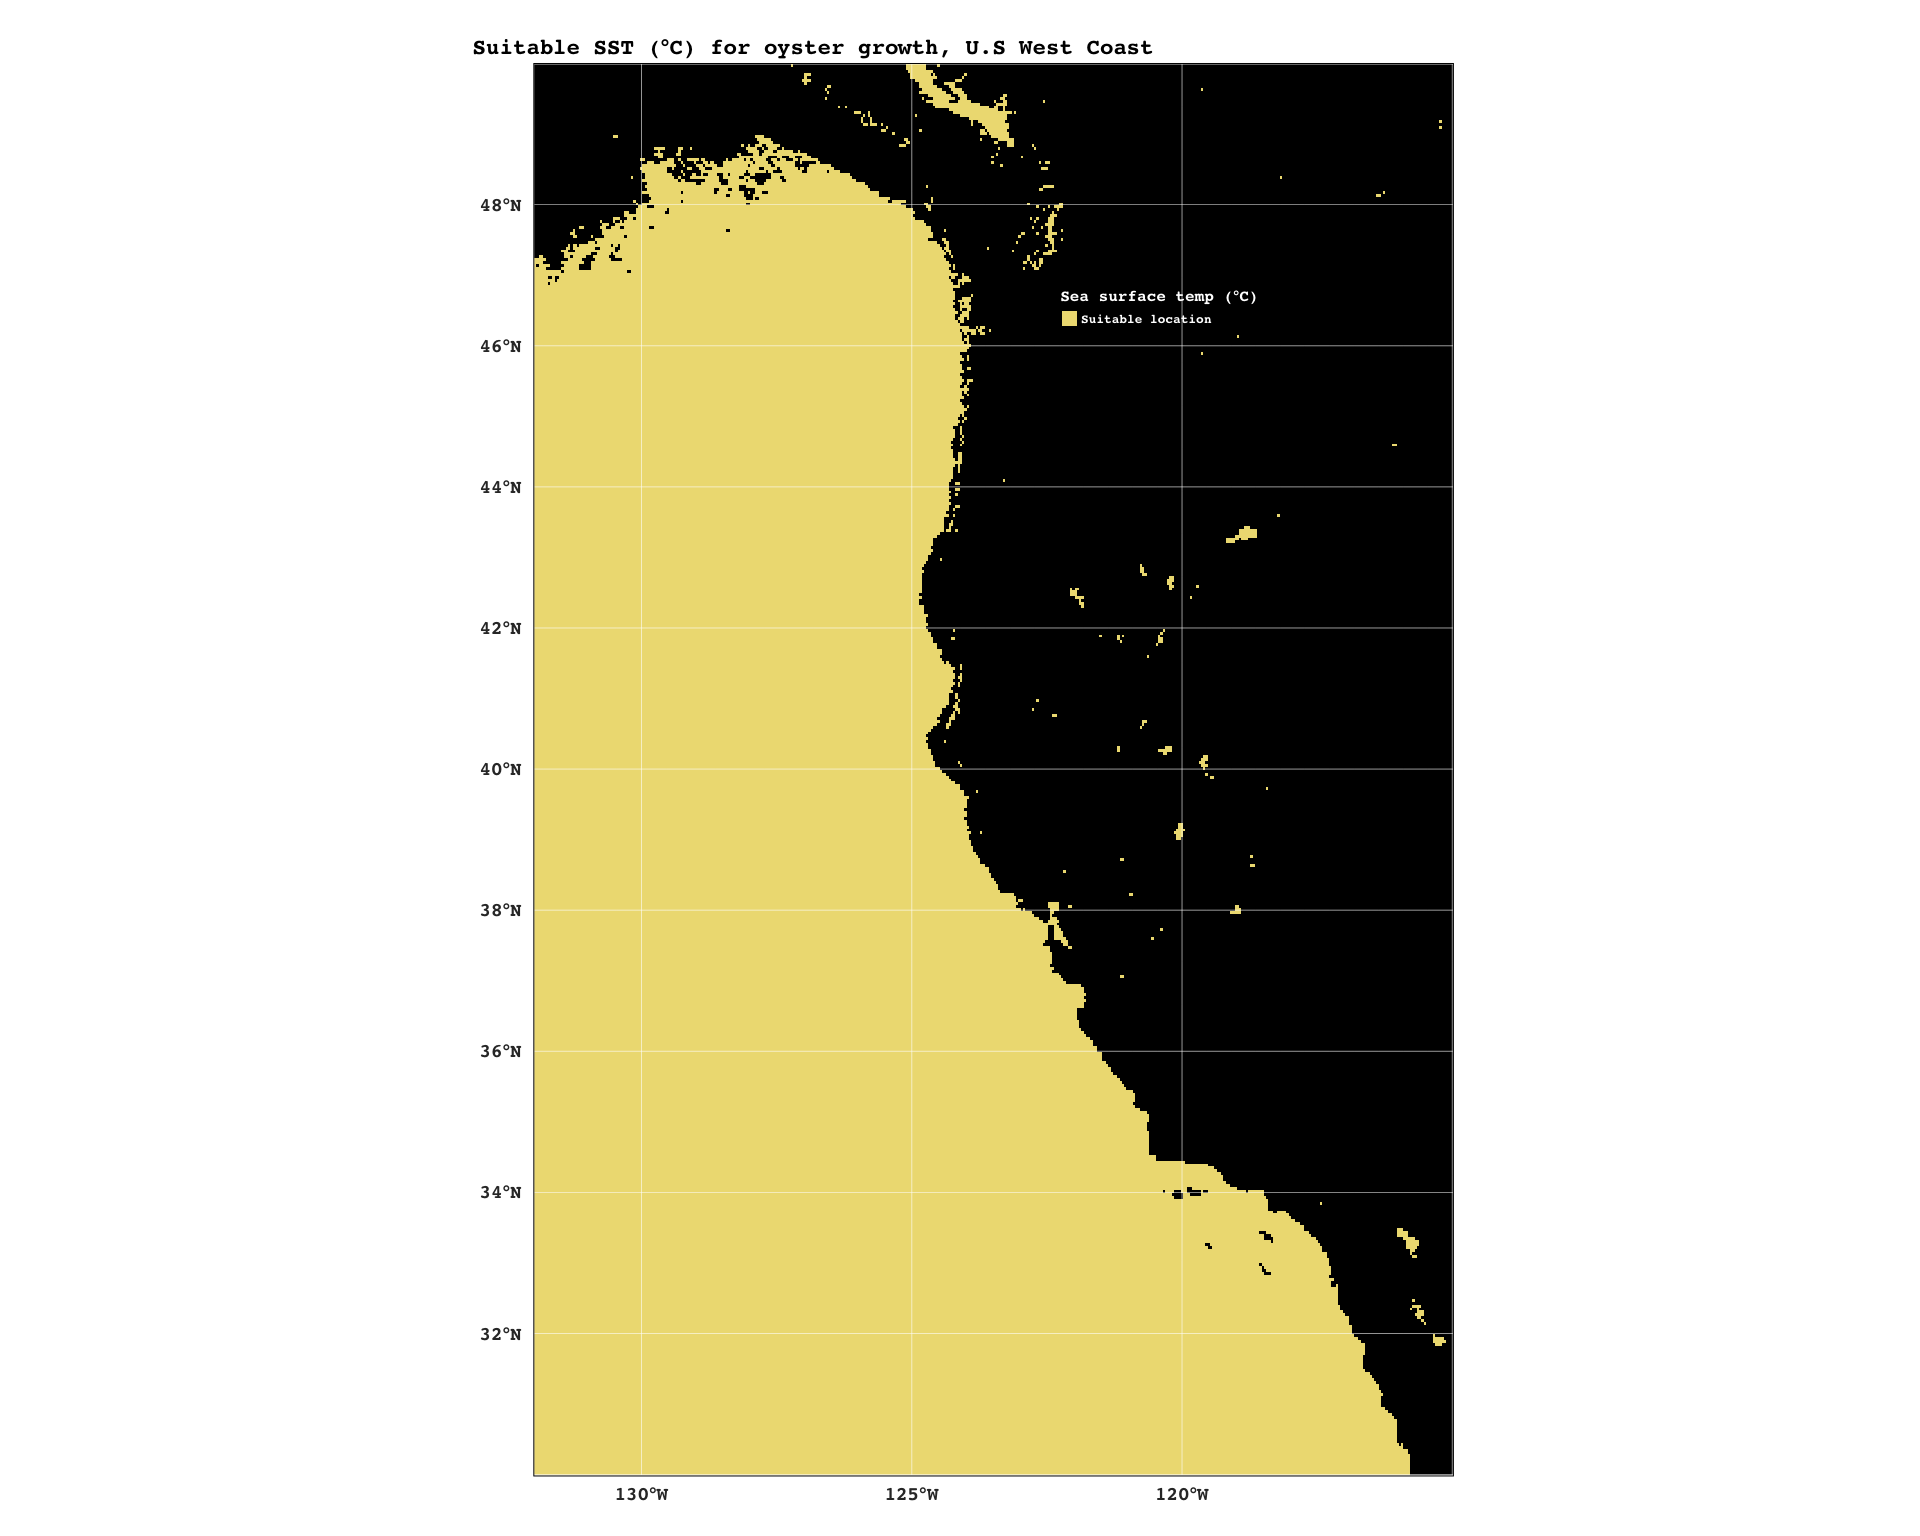 Suitable SST (°C) for oyster growth, U.S West Coast
48°N
Sea surface temp (°C)
Suitable location
46°N
44°N
42°N
40°N
38°N
36°N
34°N
32°N
130°W 125°W 120°W